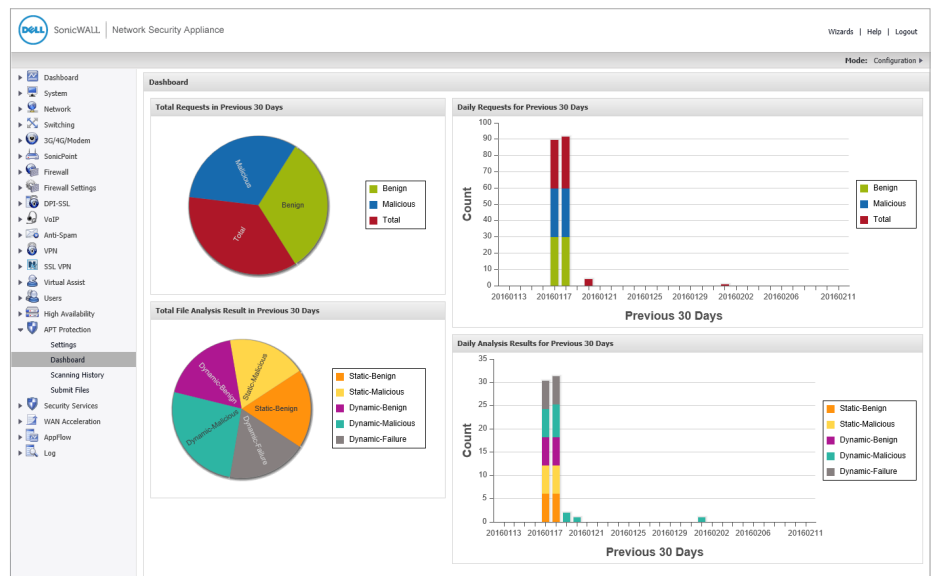 DELL SonicWALL | Network Security Appliance
Wizards | Help | Logout
Mode: Configuration
Dashboard
System
Network
Switching
3G/4G/Modem
SonicPoint
Firewall
Firewall Settings
DPI-SSL
VoIP
Anti-Spam
VPN
SSL VPN
Virtual Assist
Users
High Availability
APT Protection
Settings
Dashboard
Scanning History
Submit Files
Security Services
WAN Acceleration
AppFlow
Log
Dashboard
Total Requests in Previous 30 Days
Malicious
Benign
Total
Benign
Malicious
Total
Daily Requests for Previous 30 Days
100
90
80
70
60
50
40
30
20
10
0
Count
20160113 20160117 20160121 20160125 20160129 20160202 20160206 20160211
Previous 30 Days
Benign
Malicious
Total
Total File Analysis Result in Previous 30 Days
Dynamic-Benign
Static-Malicious
Static-Benign
Dynamic-Malicious
Dynamic-Failure
Static-Benign
Static-Malicious
Dynamic-Benign
Dynamic-Malicious
Dynamic-Failure
Daily Analysis Results for Previous 30 Days
35
30
25
20
15
10
5
0
Count
20160113 20160117 20160121 20160125 20160129 20160202 20160206 20160211
Previous 30 Days
Static-Benign
Static-Malicious
Dynamic-Benign
Dynamic-Malicious
Dynamic-Failure